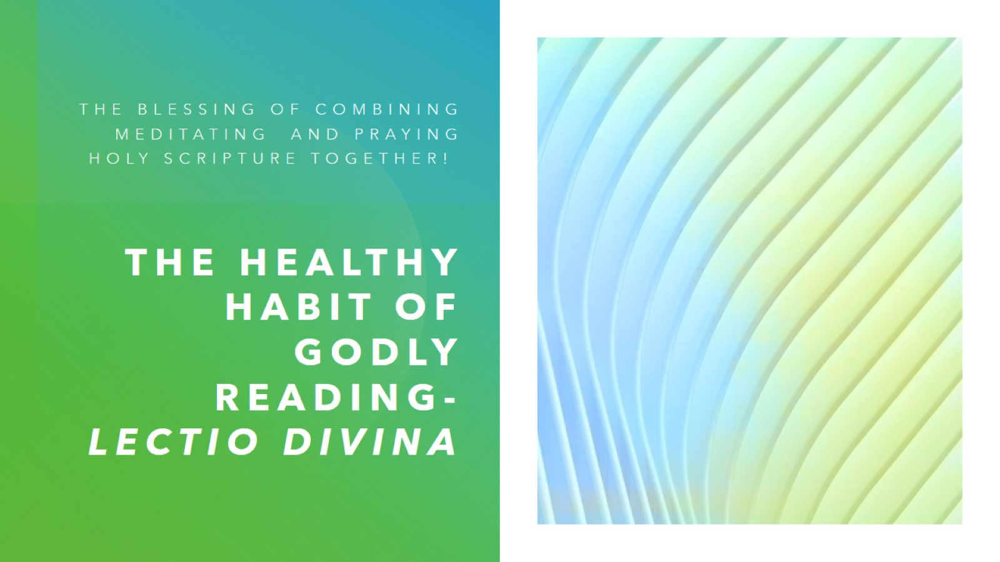 THE BLESSING OF COMBINING
MEDITATING  AND PRAYING
HOLY SCRIPTURE TOGETHER!
THE HEALTHY
HABIT OF
GODLY
READING-
LECTIO DIVINA